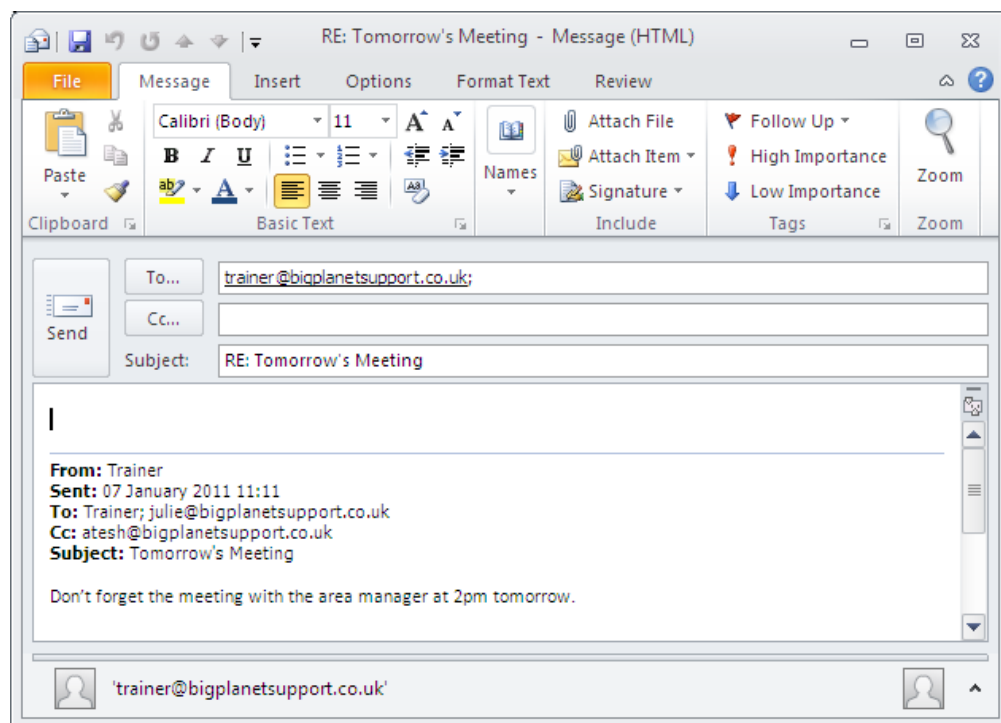 RE: Tomorrow's Meeting - Message (HTML)
File Message Insert Options Format Text Review
Calibri (Body) 11 A A Attach File Follow Up
B I U Names Attach Item High Importance Zoom
Paste ab A Aa Signature Low Importance
Clipboard Basic Text Include Tags Zoom
To... trainer@bigplanetsupport.co.uk;
Cc...
Send
Subject: RE: Tomorrow's Meeting
From: Trainer
Sent: 07 January 2011 11:11
To: Trainer; julie@bigplanetsupport.co.uk
Cc: atesh@bigplanetsupport.co.uk
Subject: Tomorrow's Meeting
Don't forget the meeting with the area manager at 2pm tomorrow.
'trainer@bigplanetsupport.co.uk'